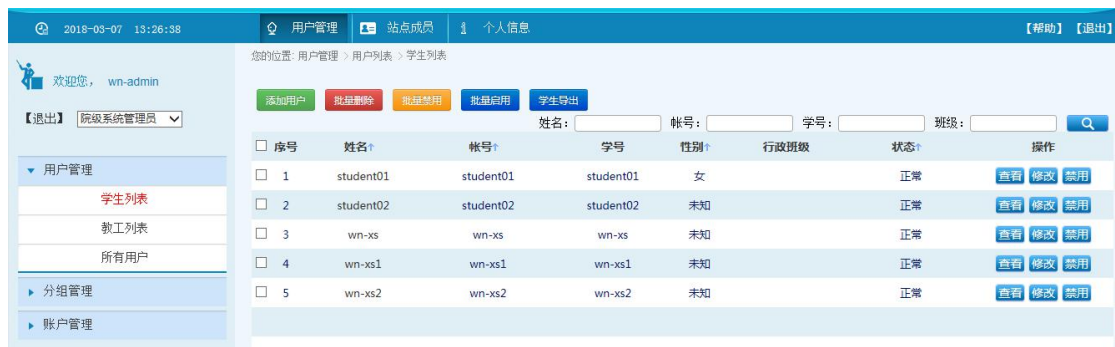 2018-03-07 13:26:38 用户管理 站点成员 个人信息 【帮助】【退出】
您的位置: 用户管理 > 用户列表 > 学生列表
欢迎您， wn-admin
【退出】 院级系统管理员
添加用户 批量删除 批量禁用 批量启用 学生导出
姓名： 帐号： 学号： 班级：
用户管理
学生列表
教工列表
所有用户
分组管理
账户管理
序号 姓名↑ 帐号↑ 学号 性别↑ 行政班级 状态↑ 操作
1 student01 student01 student01 女 正常 查看 修改 禁用
2 student02 student02 student02 未知 正常 查看 修改 禁用
3 wn-xs wn-xs wn-xs 未知 正常 查看 修改 禁用
4 wn-xs1 wn-xs1 wn-xs1 未知 正常 查看 修改 禁用
5 wn-xs2 wn-xs2 wn-xs2 未知 正常 查看 修改 禁用